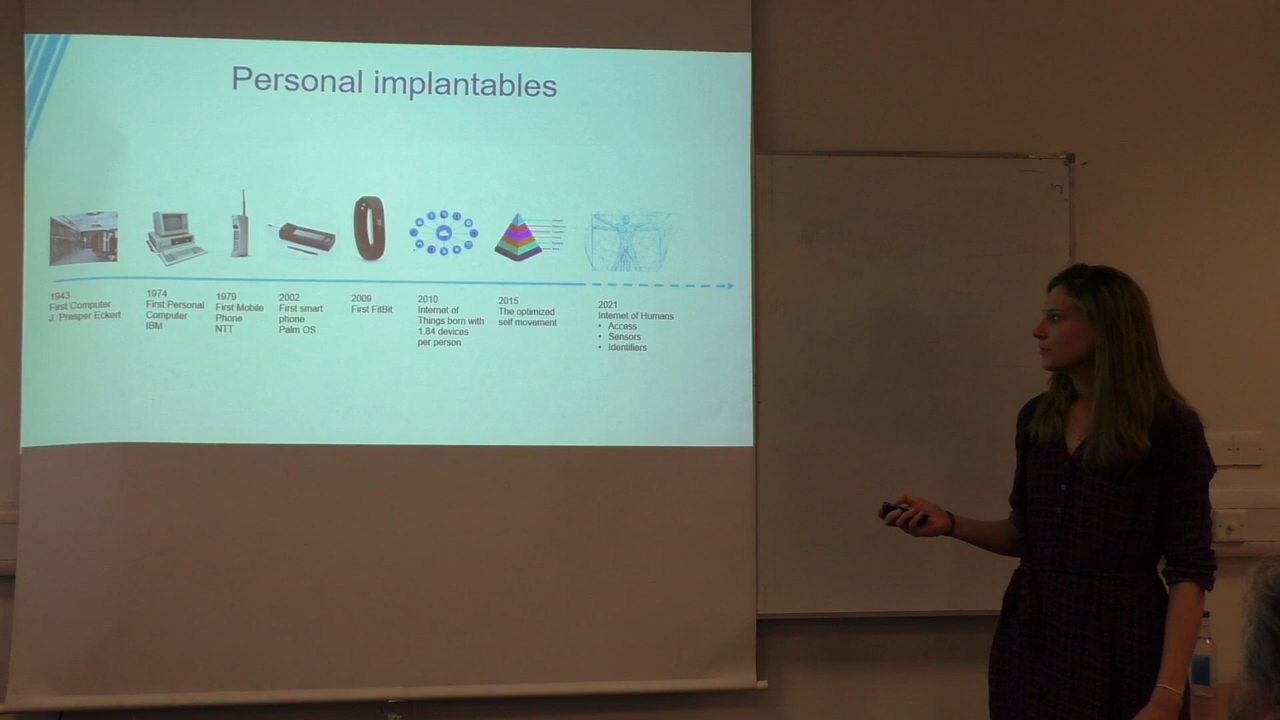 Personal implantables
1943
First Computer
J. Presper Eckert
1974
First Personal
Computer
IBM
1979
First Mobile
Phone
NTT
2002
First smart
phone
Palm OS
2009
First FitBit
2010
Internet of
Things born with
1.84 devices
per person
2015
The optimized
self movement
2021
Internet of Humans
• Access
• Sensors
• Identifiers